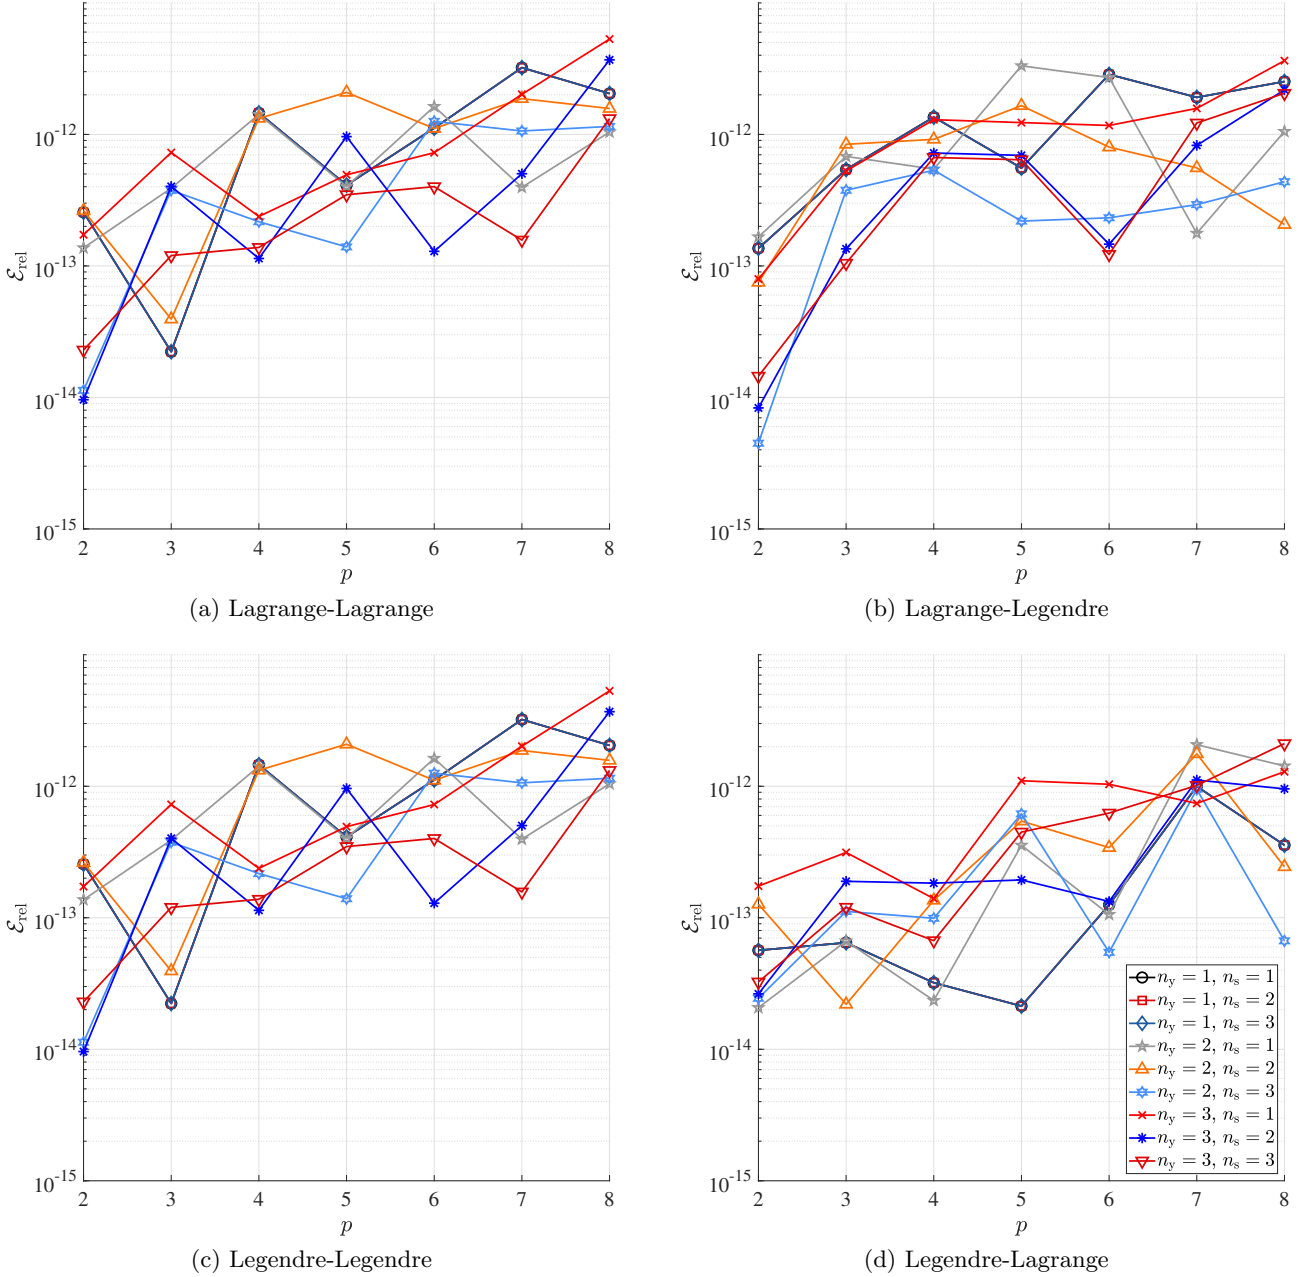 10^-12
10^-13
10^-14
10^-15
ℰ_rel
2 3 4 5 6 7 8
p
(a) Lagrange-Lagrange
10^-12
10^-13
10^-14
10^-15
ℰ_rel
2 3 4 5 6 7 8
p
(b) Lagrange-Legendre
10^-12
10^-13
10^-14
10^-15
ℰ_rel
2 3 4 5 6 7 8
p
(c) Legendre-Legendre
10^-12
10^-13
10^-14
10^-15
ℰ_rel
n_y = 1, n_s = 1
n_y = 1, n_s = 2
n_y = 1, n_s = 3
n_y = 2, n_s = 1
n_y = 2, n_s = 2
n_y = 2, n_s = 3
n_y = 3, n_s = 1
n_y = 3, n_s = 2
n_y = 3, n_s = 3
2 3 4 5 6 7 8
p
(d) Legendre-Lagrange